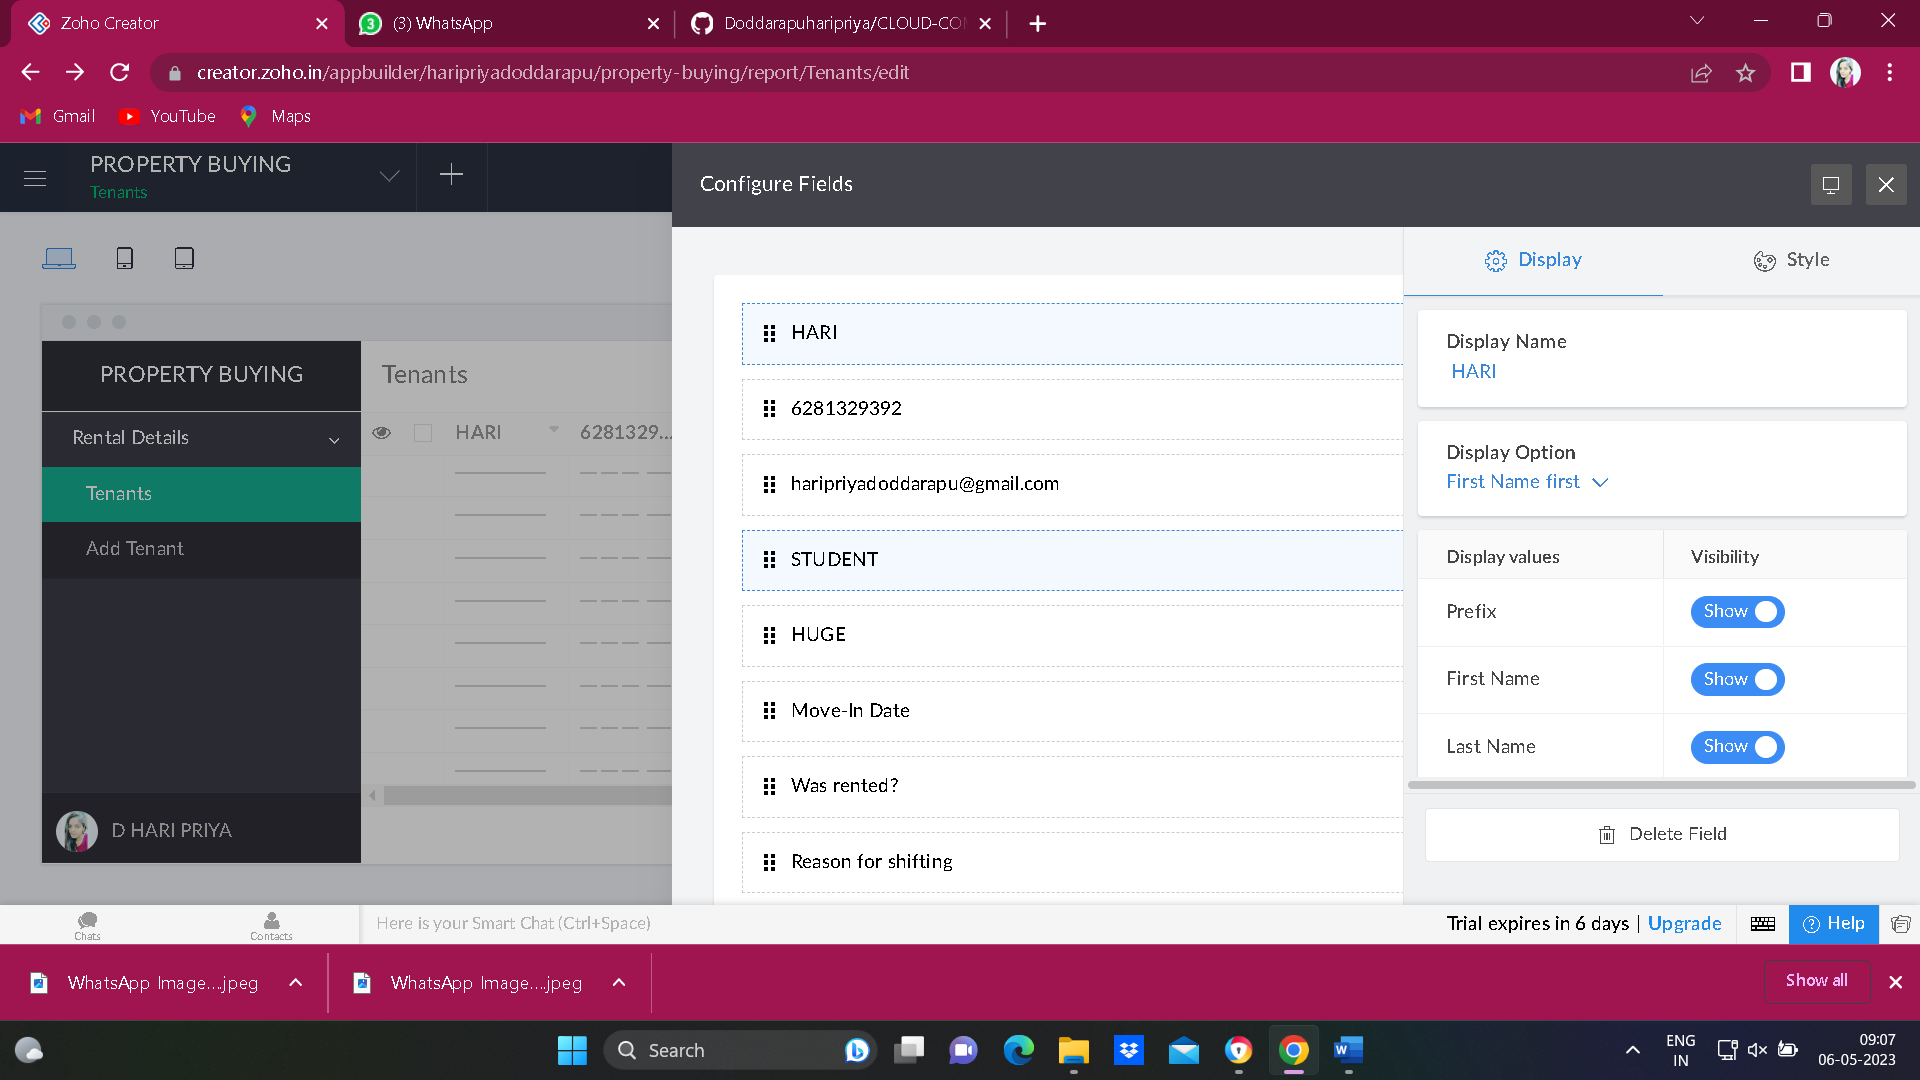 Zoho Creator
(3) WhatsApp
Doddarapuharipriya/CLOUD-CO
creator.zoho.in/appbuilder/haripriyadoddarapu/property-buying/report/Tenants/edit
Gmail
YouTube
Maps
PROPERTY BUYING
Tenants
Configure Fields
PROPERTY BUYING
Rental Details
Tenants
Add Tenant
D HARI PRIYA
Tenants
HARI
6281329...
HARI
6281329392
haripriyadoddarapu@gmail.com
STUDENT
HUGE
Move-In Date
Was rented?
Reason for shifting
Display
Style
Display Name
HARI
Display Option
First Name first
Display values
Visibility
Prefix
Show
First Name
Show
Last Name
Show
Delete Field
Chats
Contacts
Here is your Smart Chat (Ctrl+Space)
Trial expires in 6 days | Upgrade
Help
WhatsApp Image....jpeg
WhatsApp Image....jpeg
Show all
Search
ENG
IN
09:07
06-05-2023